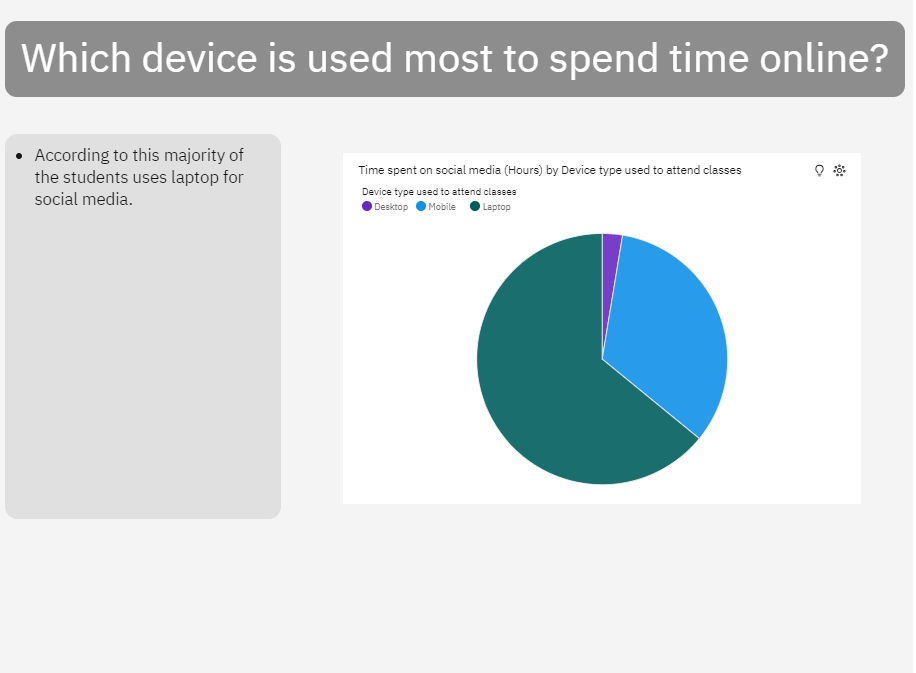 Which device is used most to spend time online?
According to this majority of
the students uses laptop for
social media.
Time spent on social media (Hours) by Device type used to attend classes
Device type used to attend classes
Desktop Mobile Laptop